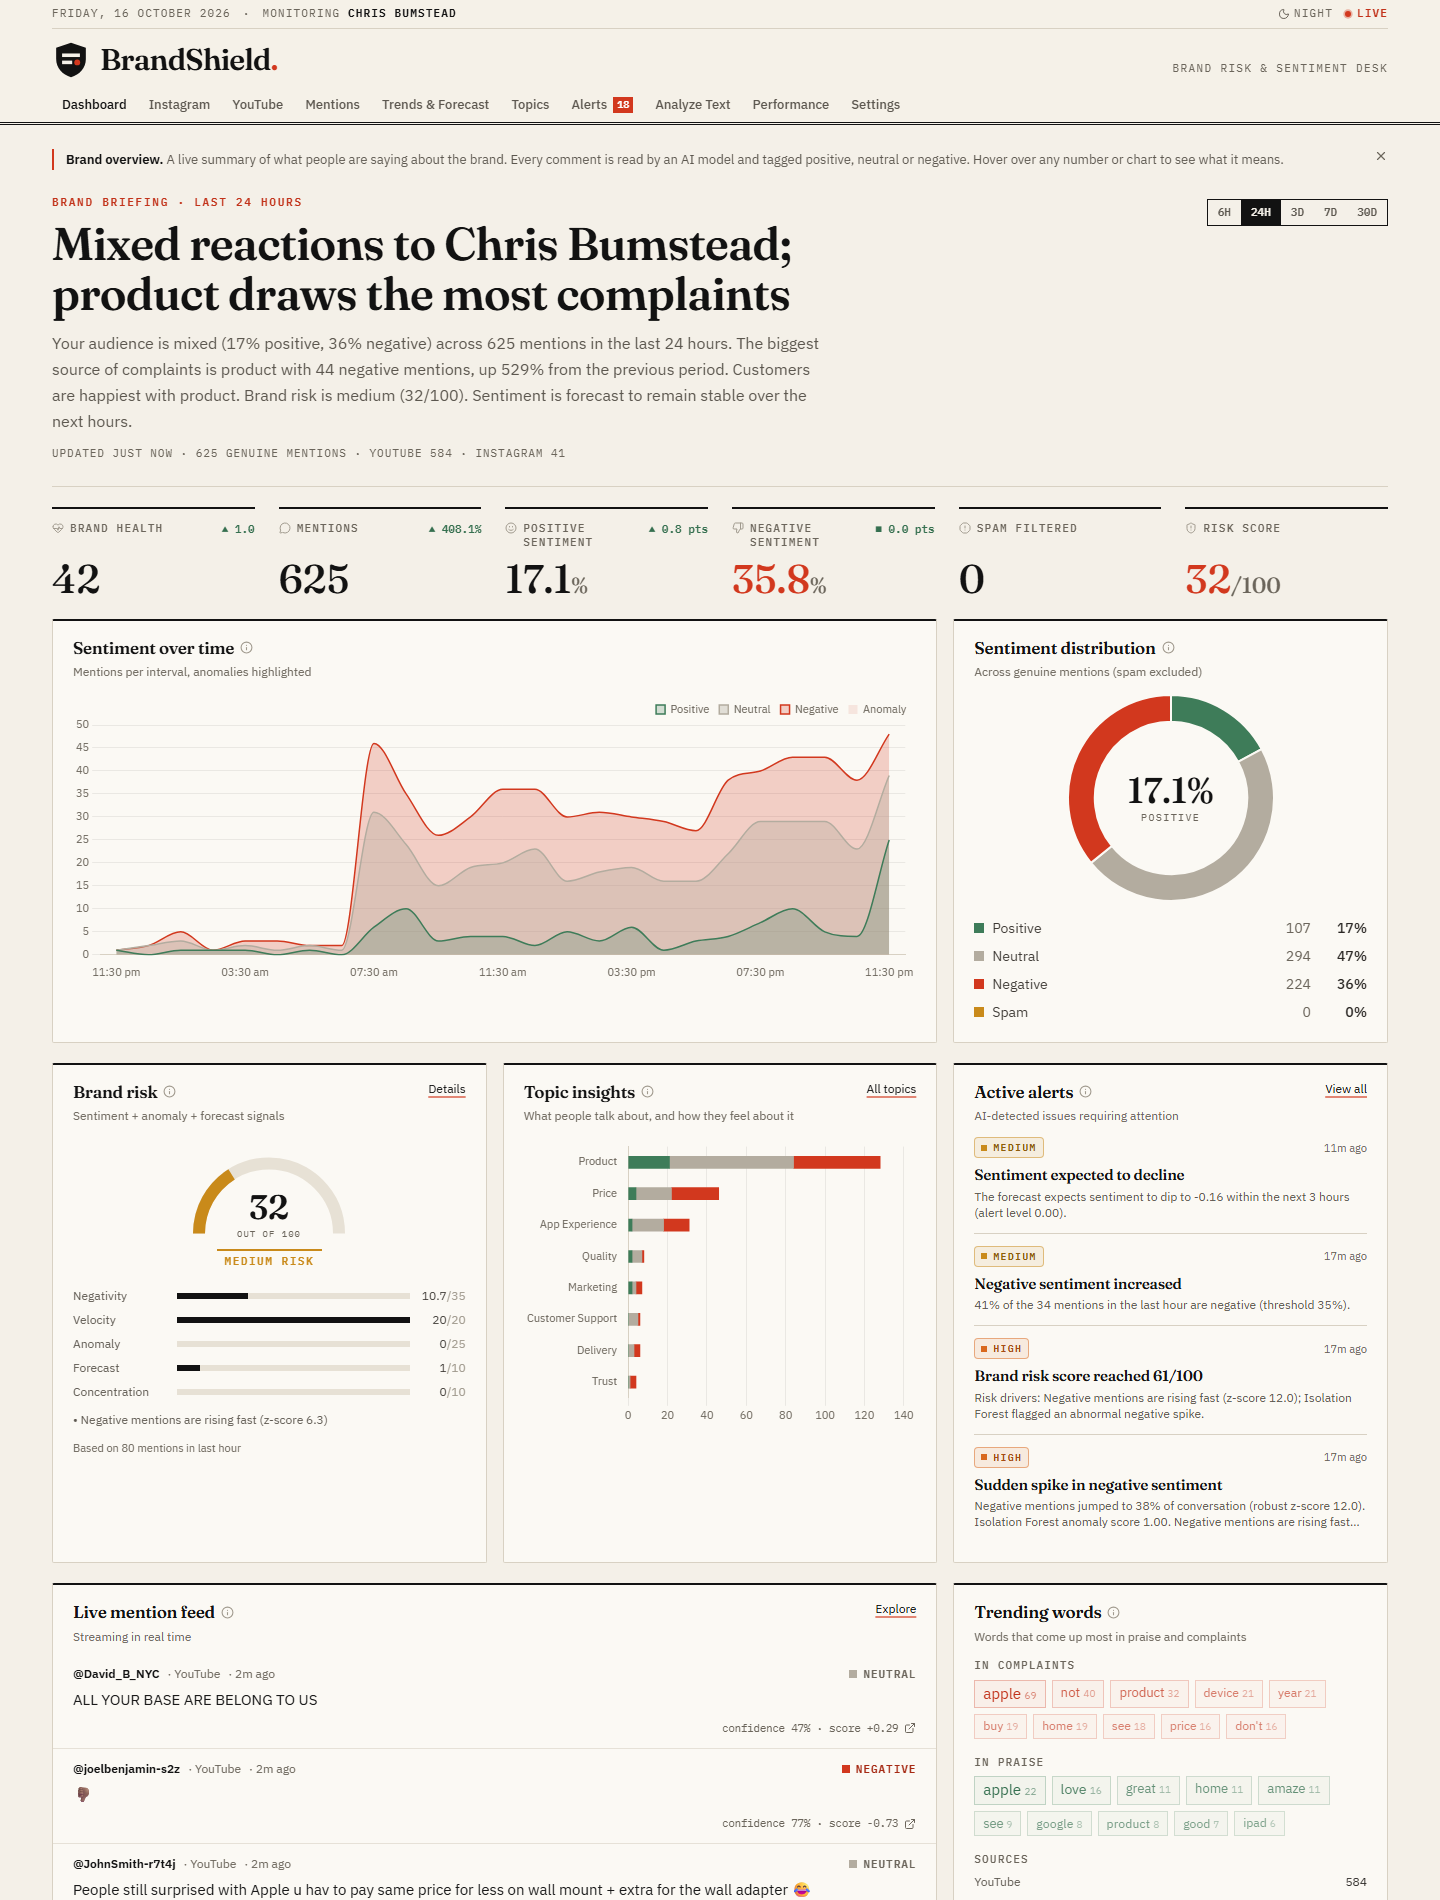 FRIDAY, 16 OCTOBER 2026 · MONITORING CHRIS BUMSTEAD
NIGHT LIVE
BrandShield.
BRAND RISK & SENTIMENT DESK
Dashboard Instagram YouTube Mentions Trends & Forecast Topics Alerts 18 Analyze Text Performance Settings
Brand overview. A live summary of what people are saying about the brand. Every comment is read by an AI model and tagged positive, neutral or negative. Hover over any number or chart to see what it means.
×
BRAND BRIEFING · LAST 24 HOURS
6H 24H 3D 7D 30D
Mixed reactions to Chris Bumstead;
product draws the most complaints
Your audience is mixed (17% positive, 36% negative) across 625 mentions in the last 24 hours. The biggest
source of complaints is product with 44 negative mentions, up 529% from the previous period. Customers
are happiest with product. Brand risk is medium (32/100). Sentiment is forecast to remain stable over the
next hours.
UPDATED JUST NOW · 625 GENUINE MENTIONS · YOUTUBE 584 · INSTAGRAM 41
BRAND HEALTH ▲ 1.0
42
MENTIONS ▲ 408.1%
625
POSITIVE SENTIMENT ▲ 0.8 pts
17.1%
NEGATIVE SENTIMENT ■ 0.0 pts
35.8%
SPAM FILTERED
0
RISK SCORE
32/100
Sentiment over time
Mentions per interval, anomalies highlighted
Positive Neutral Negative Anomaly
50
45
40
35
30
25
20
15
10
5
0
11:30 pm 03:30 am 07:30 am 11:30 am 03:30 pm 07:30 pm 11:30 pm
Sentiment distribution
Across genuine mentions (spam excluded)
17.1%
POSITIVE
Positive 107 17%
Neutral 294 47%
Negative 224 36%
Spam 0 0%
Brand risk
Details
Sentiment + anomaly + forecast signals
32
OUT OF 100
MEDIUM RISK
Negativity 10.7/35
Velocity 20/20
Anomaly 0/25
Forecast 1/10
Concentration 0/10
• Negative mentions are rising fast (z-score 6.3)
Based on 80 mentions in last hour
Topic insights
All topics
What people talk about, and how they feel about it
Product
Price
App Experience
Quality
Marketing
Customer Support
Delivery
Trust
0 20 40 60 80 100 120 140
Active alerts
View all
AI-detected issues requiring attention
MEDIUM 11m ago
Sentiment expected to decline
The forecast expects sentiment to dip to -0.16 within the next 3 hours
(alert level 0.00).
MEDIUM 17m ago
Negative sentiment increased
41% of the 34 mentions in the last hour are negative (threshold 35%).
HIGH 17m ago
Brand risk score reached 61/100
Risk drivers: Negative mentions are rising fast (z-score 12.0); Isolation
Forest flagged an abnormal negative spike.
HIGH 17m ago
Sudden spike in negative sentiment
Negative mentions jumped to 38% of conversation (robust z-score 12.0).
Isolation Forest anomaly score 1.00. Negative mentions are rising fast...
Live mention feed
Explore
Streaming in real time
@David_B_NYC · YouTube · 2m ago NEUTRAL
ALL YOUR BASE ARE BELONG TO US
confidence 47% · score +0.29
@joelbenjamin-s2z · YouTube · 2m ago NEGATIVE
👎🏿
confidence 77% · score -0.73
@JohnSmith-r7t4j · YouTube · 2m ago NEUTRAL
People still surprised with Apple u hav to pay same price for less on wall mount + extra for the wall adapter 😂
Trending words
Words that come up most in praise and complaints
IN COMPLAINTS
apple 69 not 40 product 32 device 21 year 21
buy 19 home 19 see 18 price 16 don't 16
IN PRAISE
apple 22 love 16 great 11 home 11 amaze 11
see 9 google 8 product 8 good 7 ipad 6
SOURCES
YouTube 584